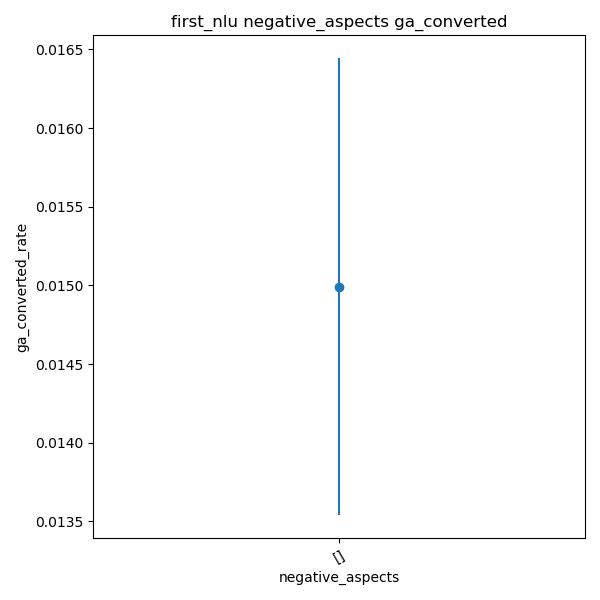 first_nlu negative_aspects ga_converted
0.0165
0.0160
0.0155
0.0150
0.0145
0.0140
0.0135
ga_converted_rate
[]
negative_aspects